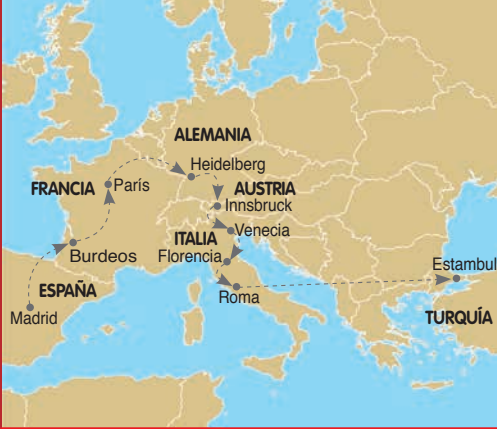 ALEMANIA
Heidelberg
FRANCIA
París
AUSTRIA
Innsbruck
ITALIA
Venecia
Burdeos
Florencia
Estambul
ESPAÑA
Roma
Madrid
TURQUÍA